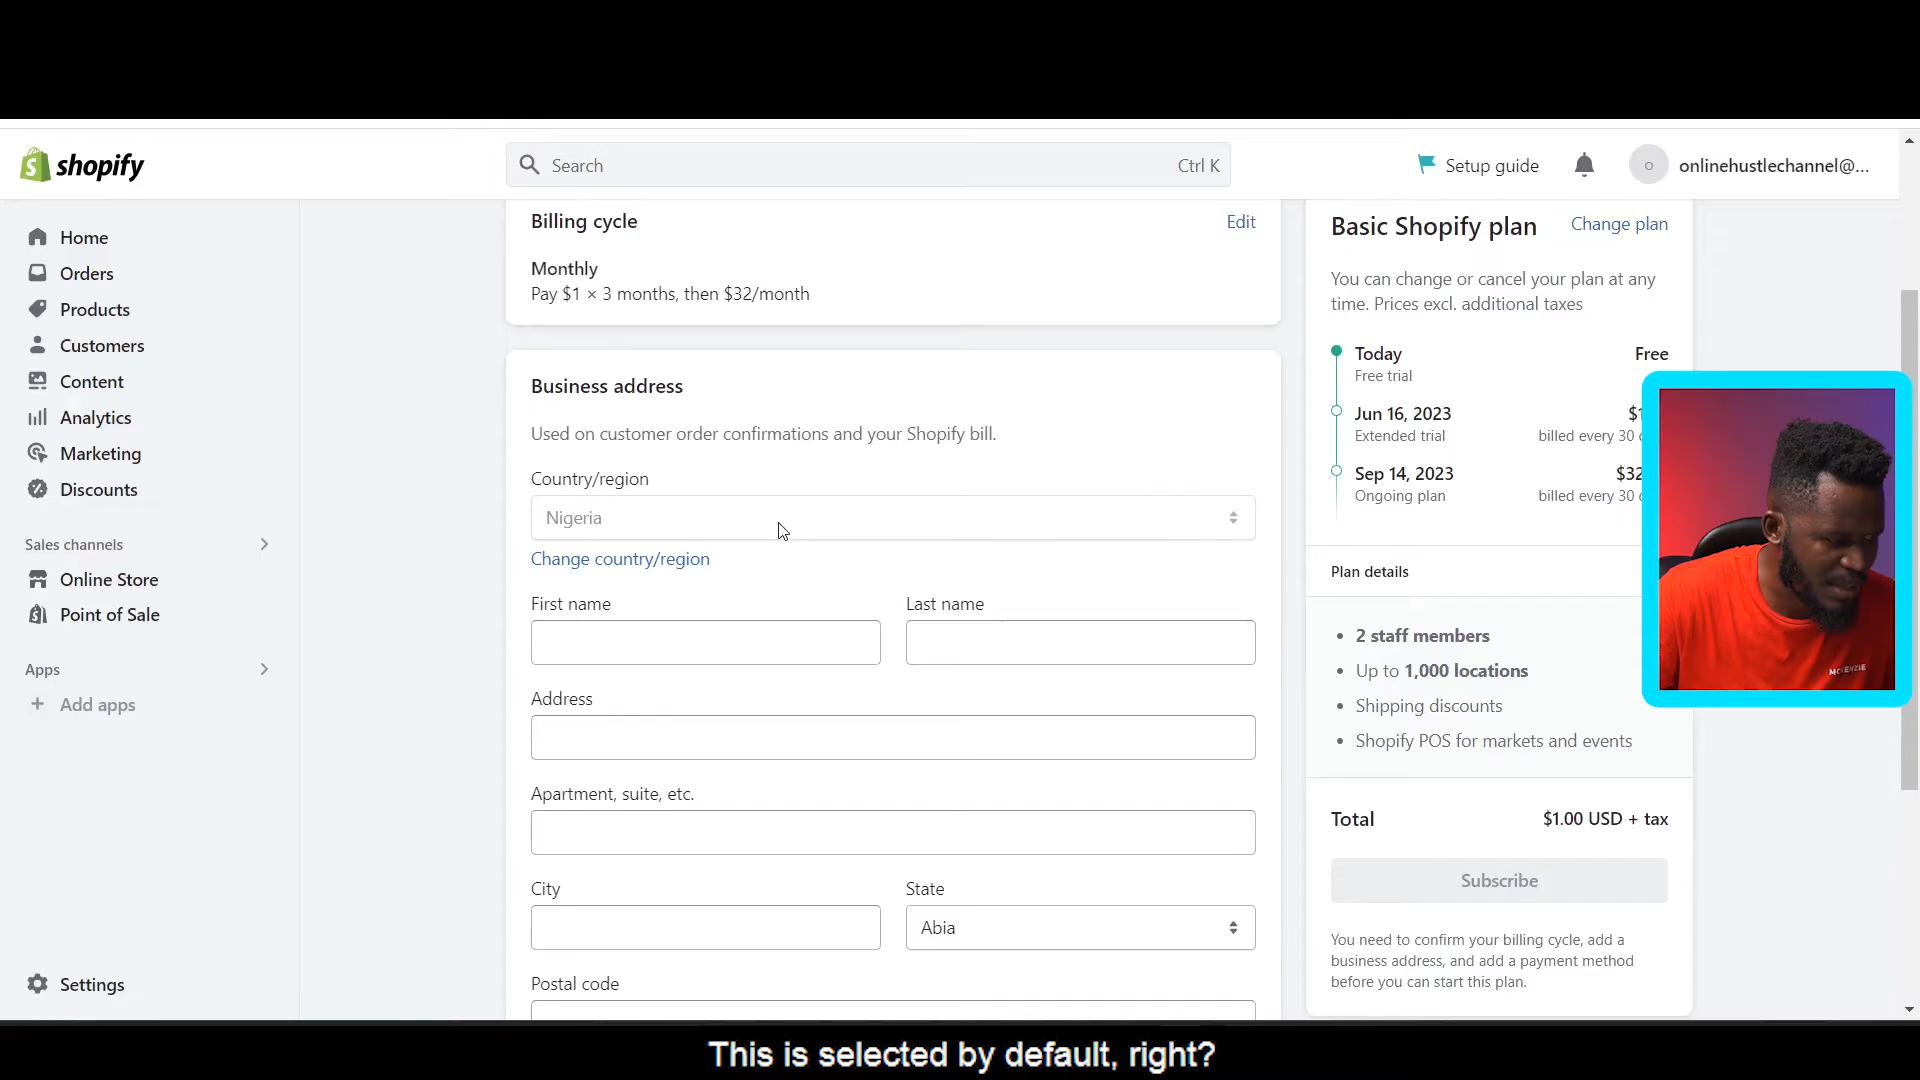 shopify
Search
Ctrl K
Setup guide
o
onlinehustlechannel@...
Home
Orders
Products
Customers
Content
Analytics
Marketing
Discounts
Sales channels
Online Store
Point of Sale
Apps
Add apps
Settings
Billing cycle
Edit
Monthly
Pay $1 × 3 months, then $32/month
Business address
Used on customer order confirmations and your Shopify bill.
Country/region
Nigeria
Change country/region
First name
Last name
Address
Apartment, suite, etc.
City
State
Abia
Postal code
Basic Shopify plan
Change plan
You can change or cancel your plan at any
time. Prices excl. additional taxes
Today
Free
Free trial
Jun 16, 2023
Extended trial
billed every 30
Sep 14, 2023
$32
Ongoing plan
billed every 30
Plan details
2 staff members
Up to 1,000 locations
Shipping discounts
Shopify POS for markets and events
Total
$1.00 USD + tax
Subscribe
You need to confirm your billing cycle, add a
business address, and add a payment method
before you can start this plan.
MCKENZIE
This is selected by default, right?